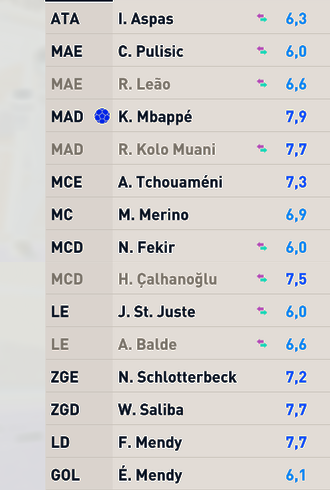 ATA I. Aspas 6,3
MAE C. Pulisic 6,0
MAE R. Leão 6,6
MAD K. Mbappé 7,9
MAD R. Kolo Muani 7,7
MCE A. Tchouaméni 7,3
MC M. Merino 6,9
MCD N. Fekir 6,0
MCD H. Çalhanoğlu 7,5
LE J. St. Juste 6,0
LE A. Balde 6,6
ZGE N. Schlotterbeck 7,2
ZGD W. Saliba 7,7
LD F. Mendy 7,7
GOL É. Mendy 6,1